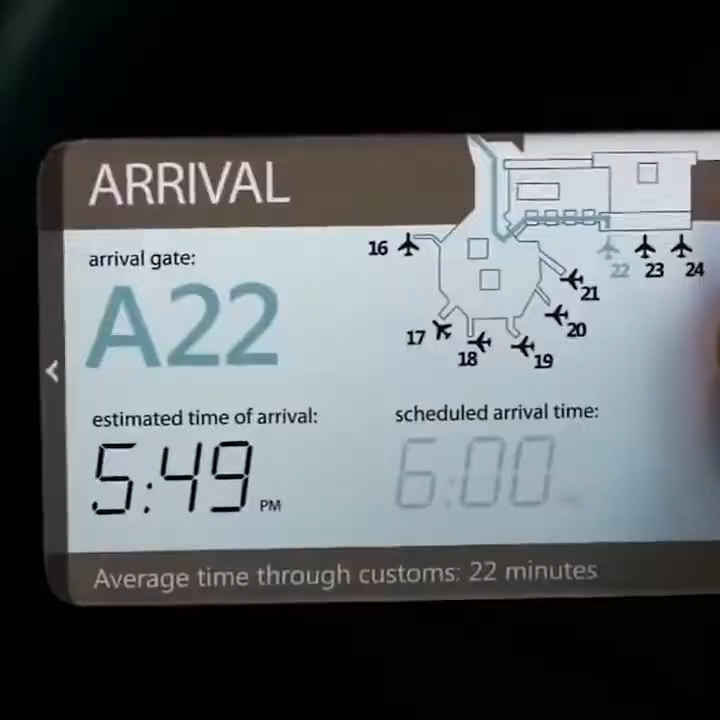 ARRIVAL
arrival gate:
A22
16
17
18
19
20
21
22
23
24
estimated time of arrival:
5:49 PM
scheduled arrival time:
6:00
Average time through customs: 22 minutes